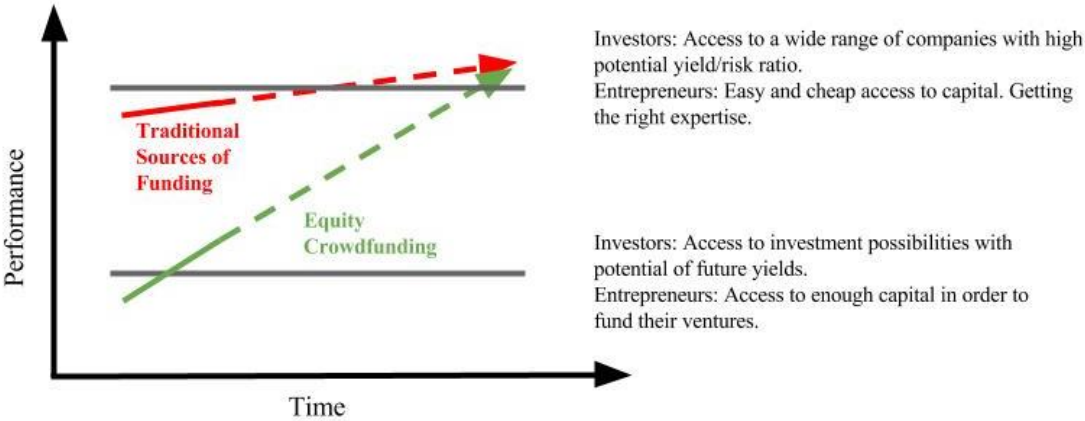 Investors: Access to a wide range of companies with high
potential yield/risk ratio.
Entrepreneurs: Easy and cheap access to capital. Getting
the right expertise.
Traditional
Sources of
Funding
Equity
Crowdfunding
Performance
Investors: Access to investment possibilities with
potential of future yields.
Entrepreneurs: Access to enough capital in order to
fund their ventures.
Time